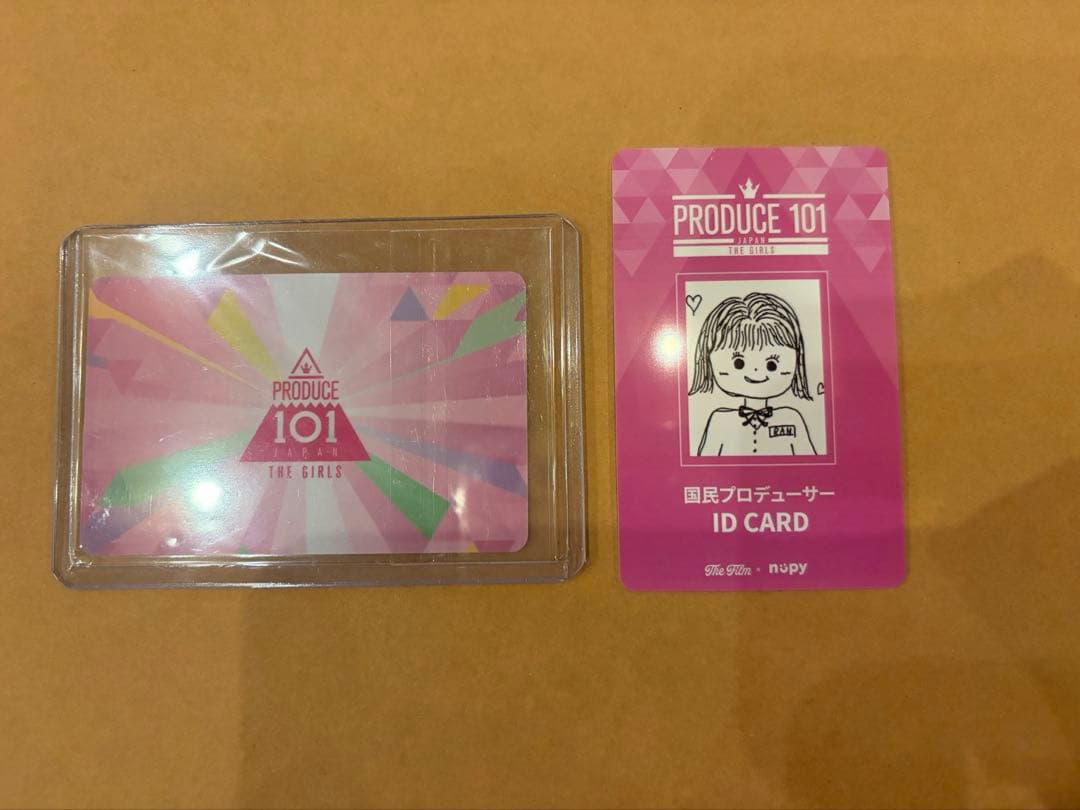 PRODUCE
101
JAPAN
THE GIRLS
PRODUCE 101
JAPAN
THE GIRLS
RAN
国民プロデューサー
ID CARD
The Film × nüpy